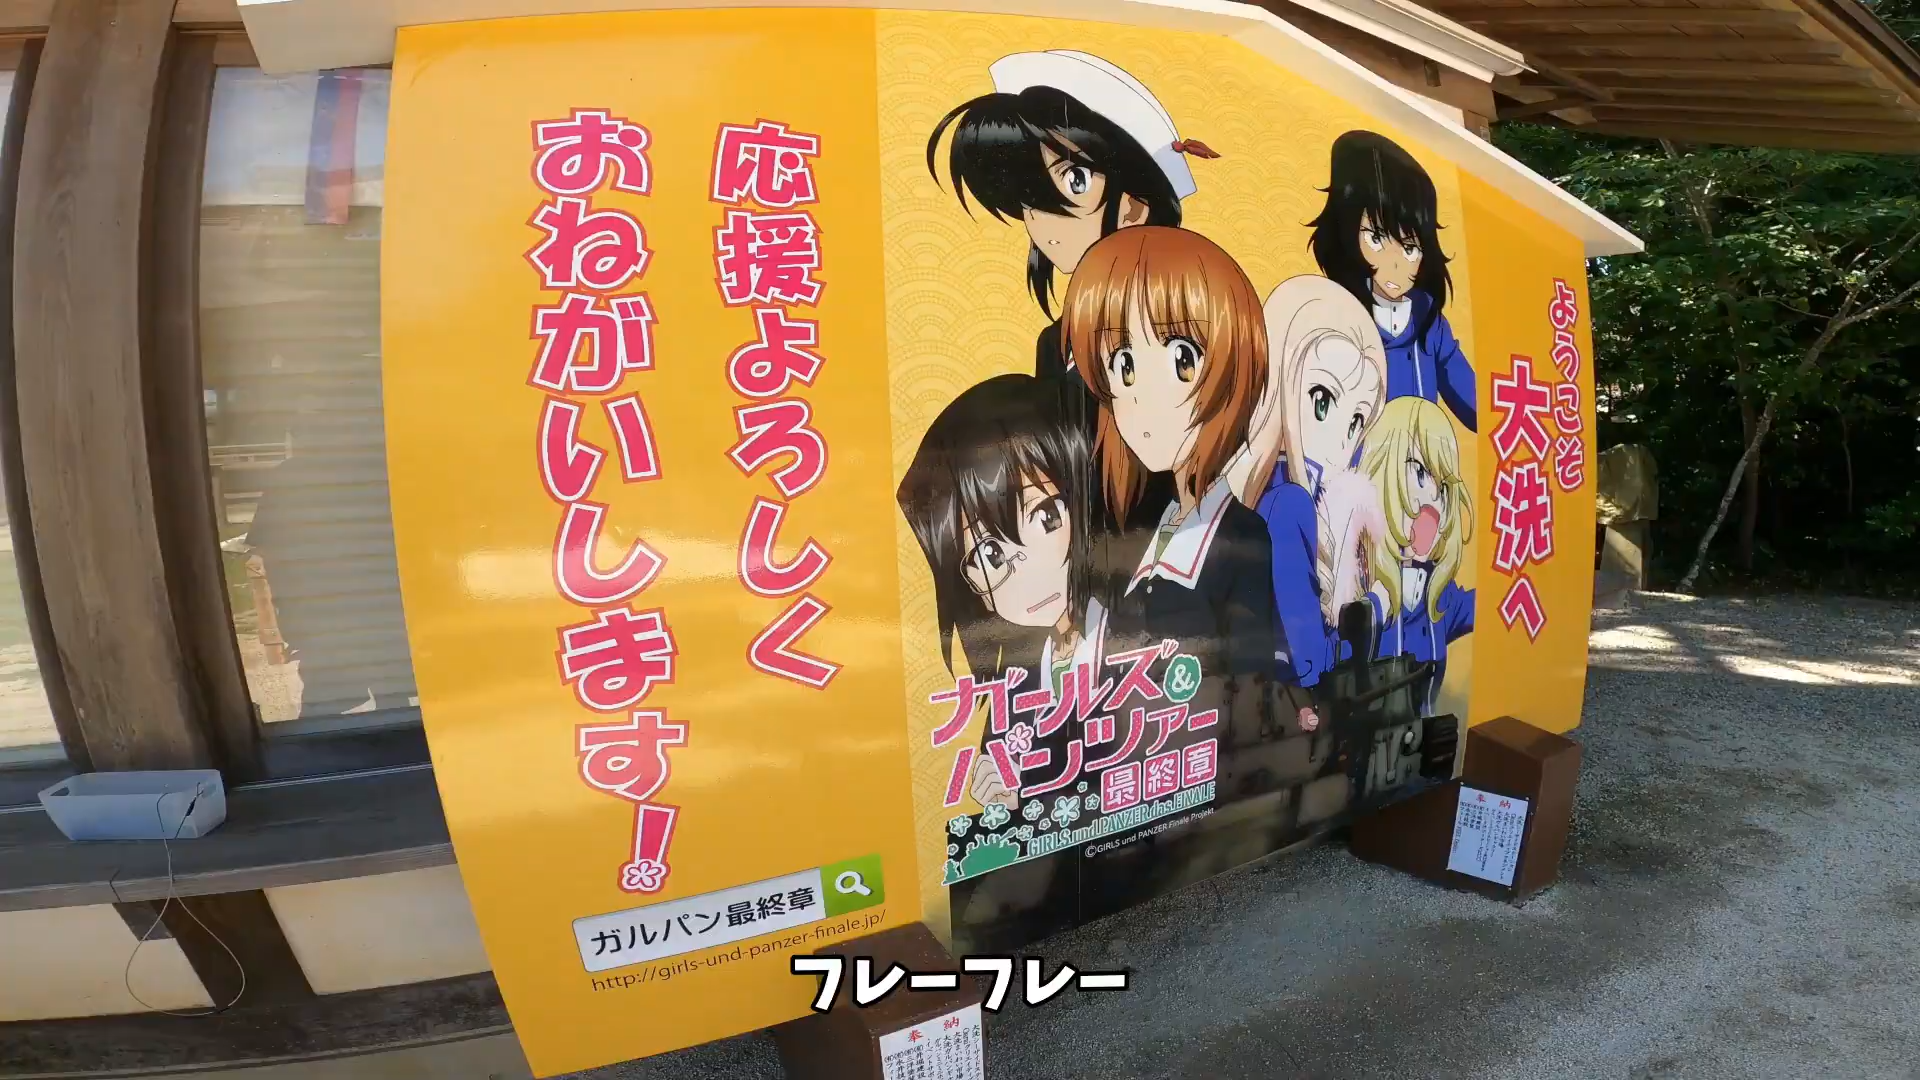 ようこそ
大洗へ
応援よろしく
おねがいします!
ガールズ&
パンツァー
最終章
GIRLS und PANZER das FINALE
©GIRLS und PANZER Finale Projekt
ガルパン最終章
http://girls-und-panzer-finale.jp/
奉納
奉納
フレーフレー